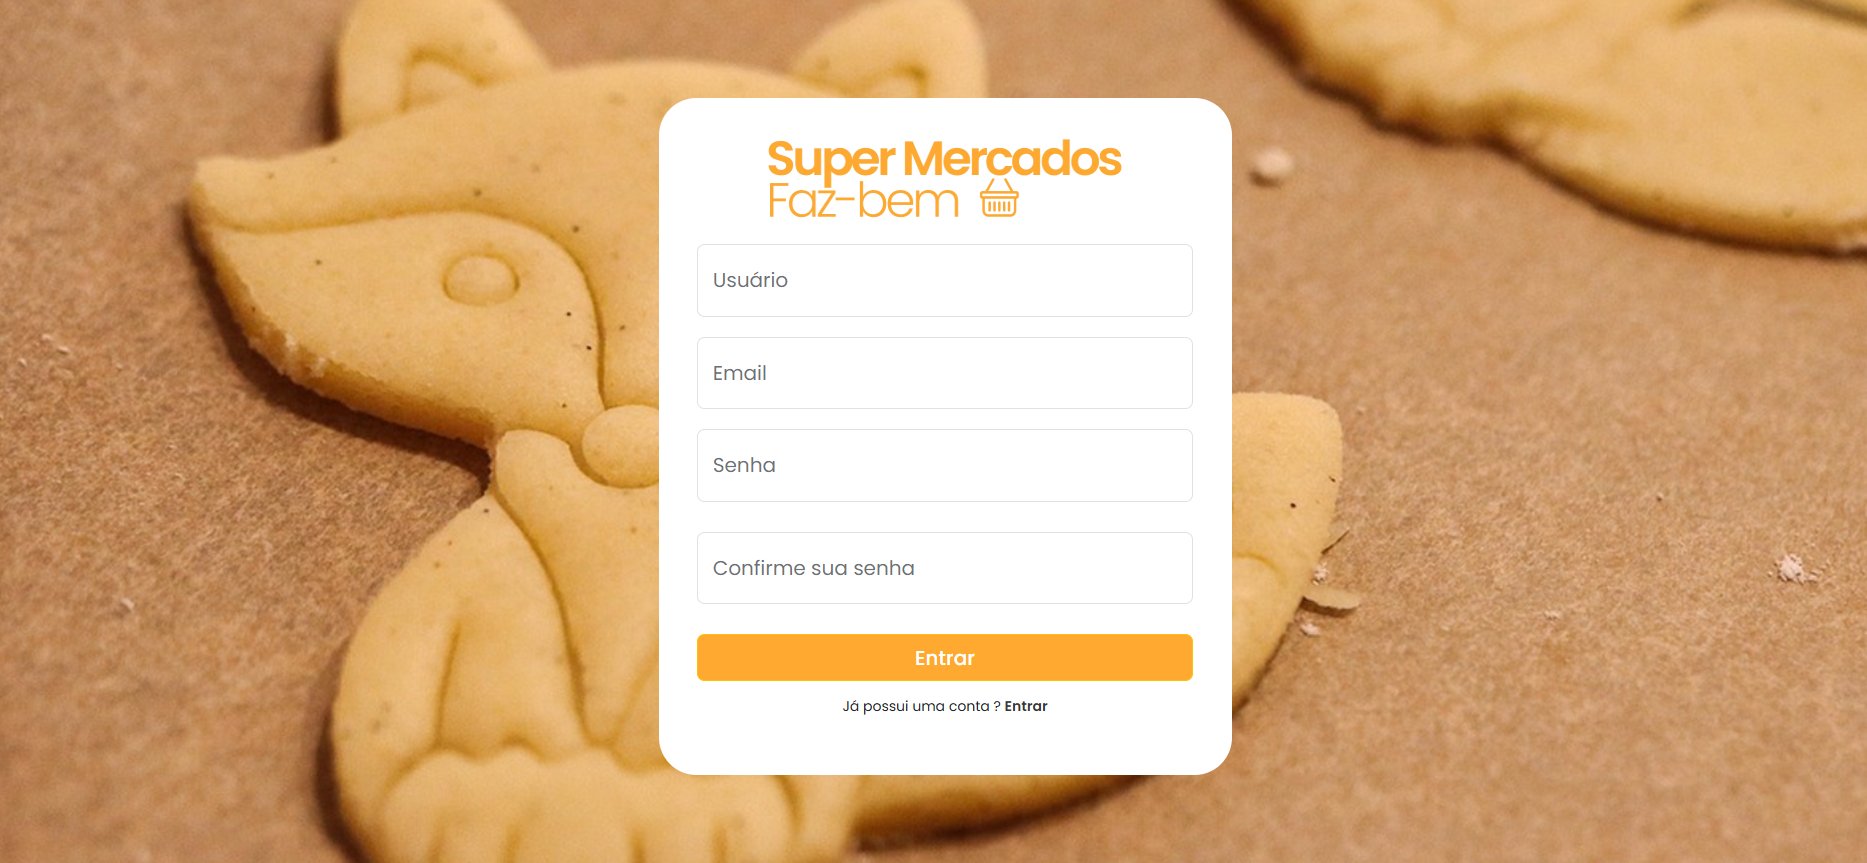 Super Mercados
Faz-bem
Usuário
Email
Senha
Confirme sua senha
Entrar
Já possui uma conta ? Entrar